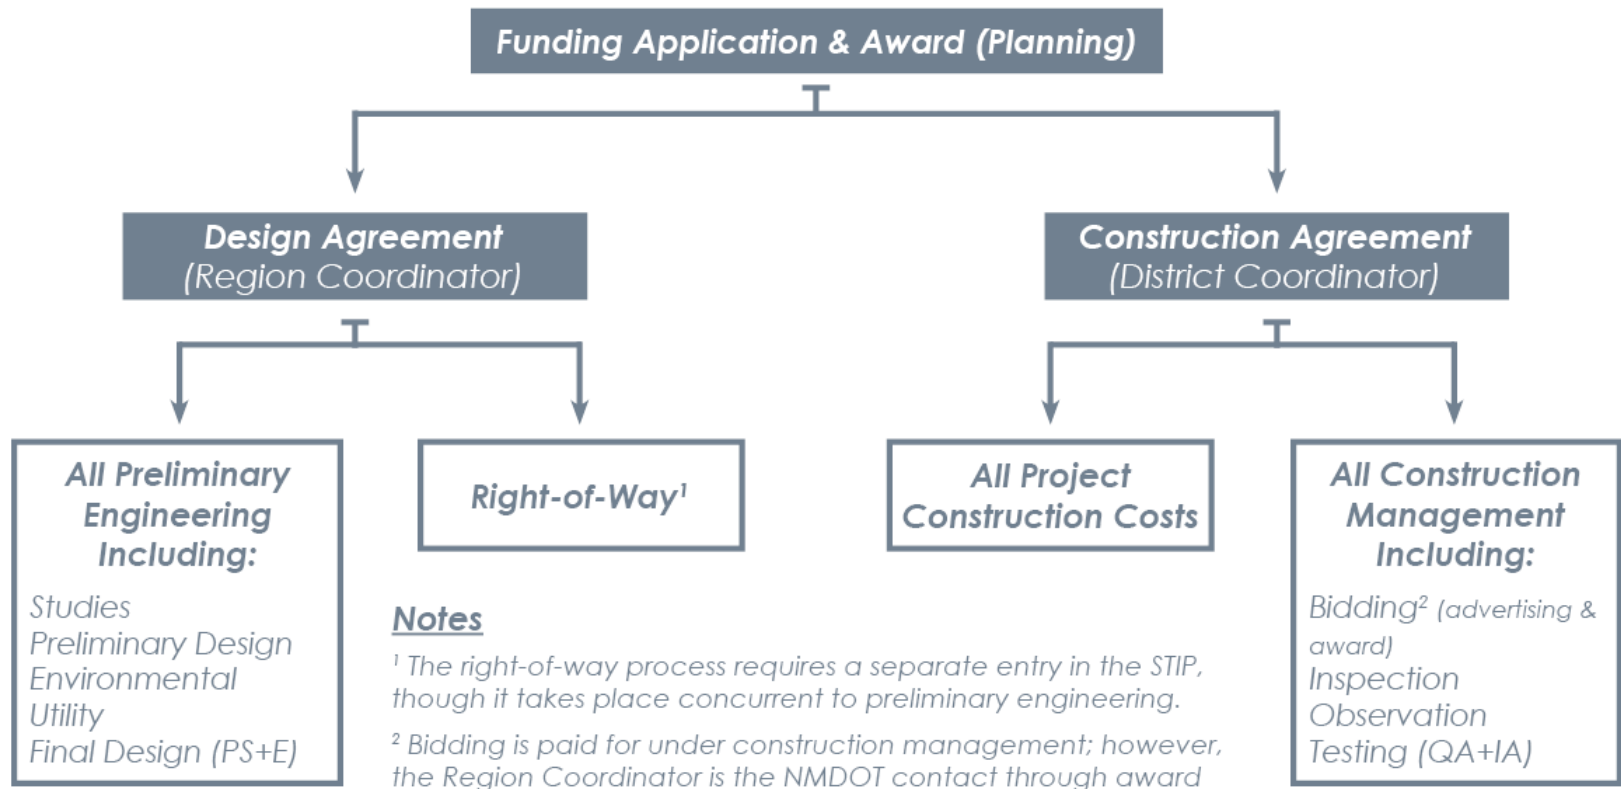 Funding Application & Award (Planning)
Design Agreement
(Region Coordinator)
Construction Agreement
(District Coordinator)
All Preliminary
Engineering
Including:
Studies
Preliminary Design
Environmental
Utility
Final Design (PS+E)
Right-of-Way¹
All Project
Construction Costs
All Construction
Management
Including:
Bidding² (advertising &
award)
Inspection
Observation
Testing (QA+IA)
Notes
¹ The right-of-way process requires a separate entry in the STIP,
though it takes place concurrent to preliminary engineering.
² Bidding is paid for under construction management; however,
the Region Coordinator is the NMDOT contact through award